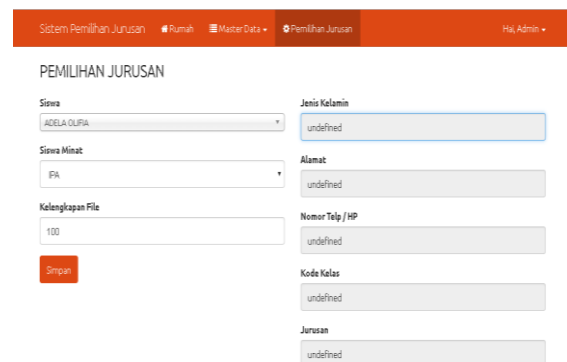 Sistem Pemilihan Jurusan Rumah Master Data Pemilihan Jurusan Hai, Admin
PEMILIHAN JURUSAN
Siswa
ADELA OLIFIA
Siswa Minat
IPA
Kelengkapan File
100
Simpan
Jenis Kelamin
undefined
Alamat
undefined
Nomor Telp / HP
undefined
Kode Kelas
undefined
Jurusan
undefined